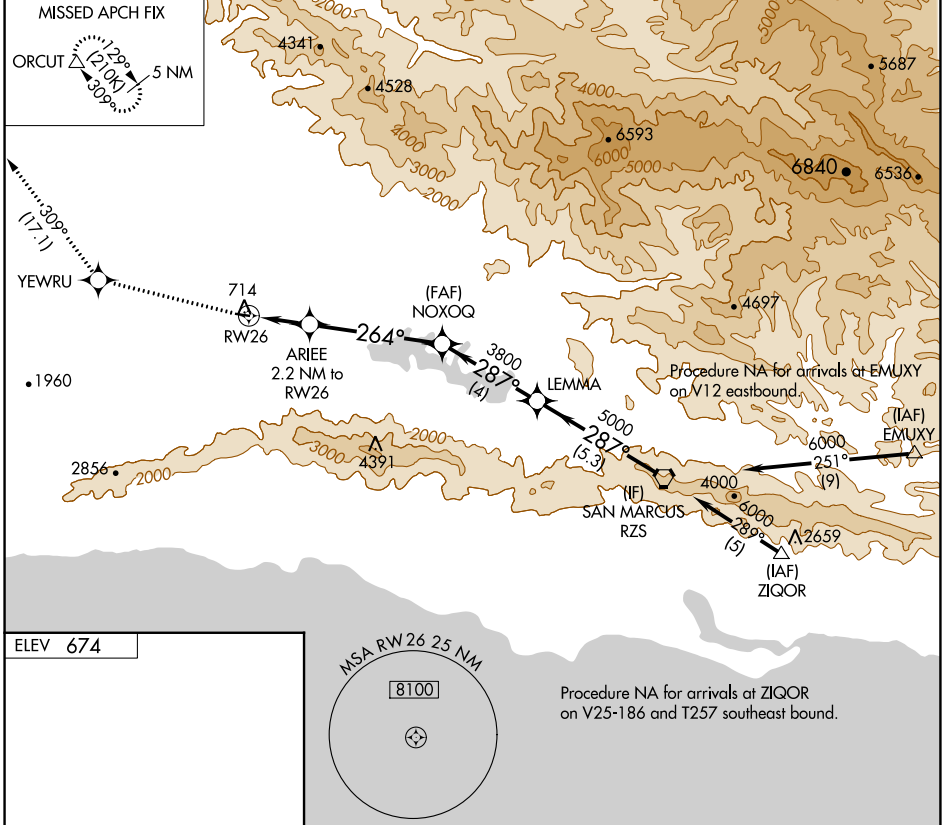 MISSED APCH FIX
ORCUT
129°
(210K)
309°
5 NM
2000
4341
4528
4000
3000
2000
4000
6593
6000
5000
5000
5687
6840
6536
309°
(17.1)
YEWRU
714
RW26
ARIEE
2.2 NM to
RW26
264°
(FAF)
NOXOQ
3800
287°
(4)
LEMMA
4697
Procedure NA for arrivals at EMUXY
on V12 eastbound.
1960
5000
287°
(5.3)
(IAF)
EMUXY
6000
251°
(9)
2856
2000
3000
4391
2000
(IF)
SAN MARCUS
RZS
4000
6000
289°
(5)
2659
(IAF)
ZIQOR
ELEV 674
MSA RW26 25 NM
8100
Procedure NA for arrivals at ZIQOR
on V25-186 and T257 southeast bound.